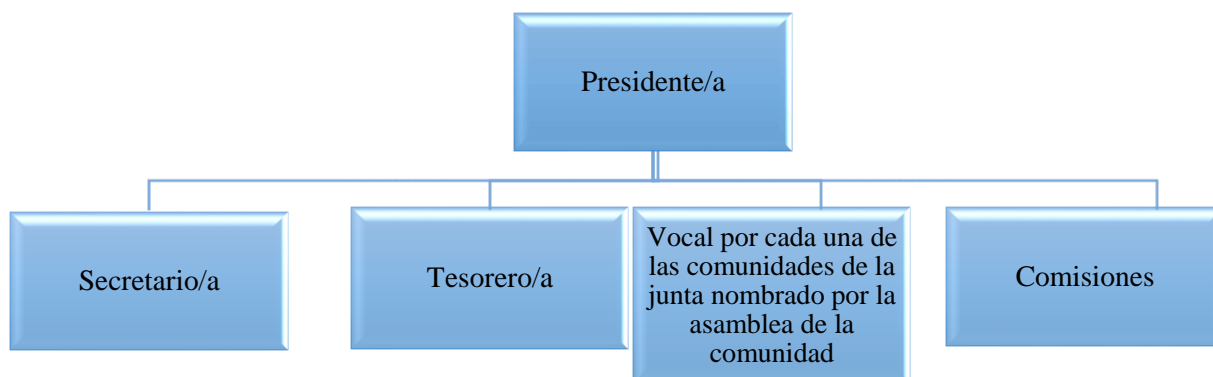 Presidente/a
Secretario/a
Tesorero/a
Vocal por cada una de
las comunidades de la
junta nombrado por la
asamblea de la
comunidad
Comisiones